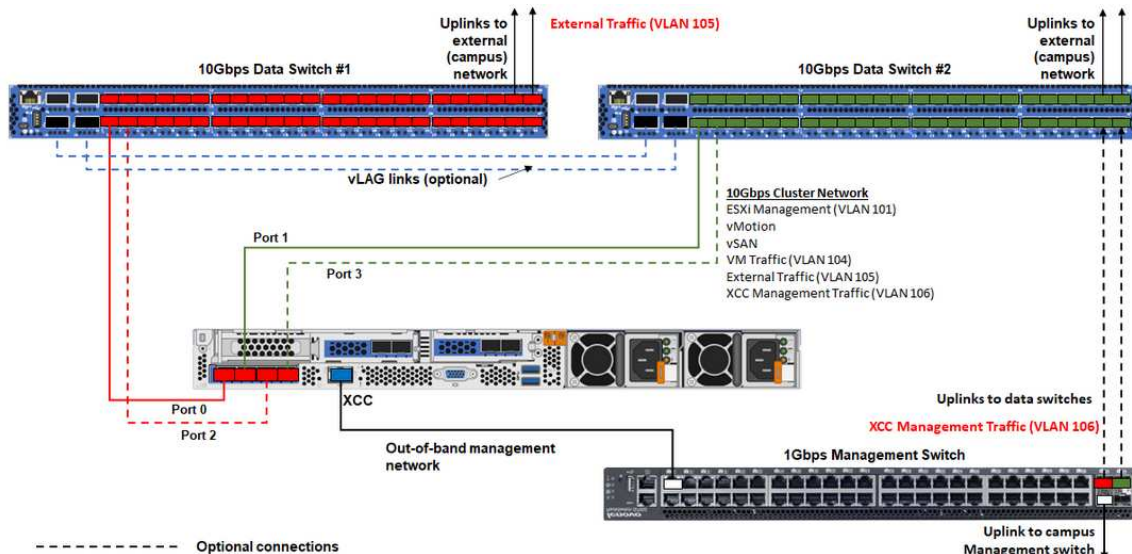 Uplinks to
external
(campus)
network
External Traffic (VLAN 105)
Uplinks to
external
(campus)
network
10Gbps Data Switch #1
10Gbps Data Switch #2
vLAG links (optional)
10Gbps Cluster Network
ESXi Management (VLAN 101)
vMotion
vSAN
VM Traffic (VLAN 104)
External Traffic (VLAN 105)
XCC Management Traffic (VLAN 106)
Port 1
Port 3
XCC
Port 0
Port 2
Uplinks to data switches
XCC Management Traffic (VLAN 106)
Out-of-band management
network
1Gbps Management Switch
Lenovo
Uplink to campus
Management switch
Optional connections